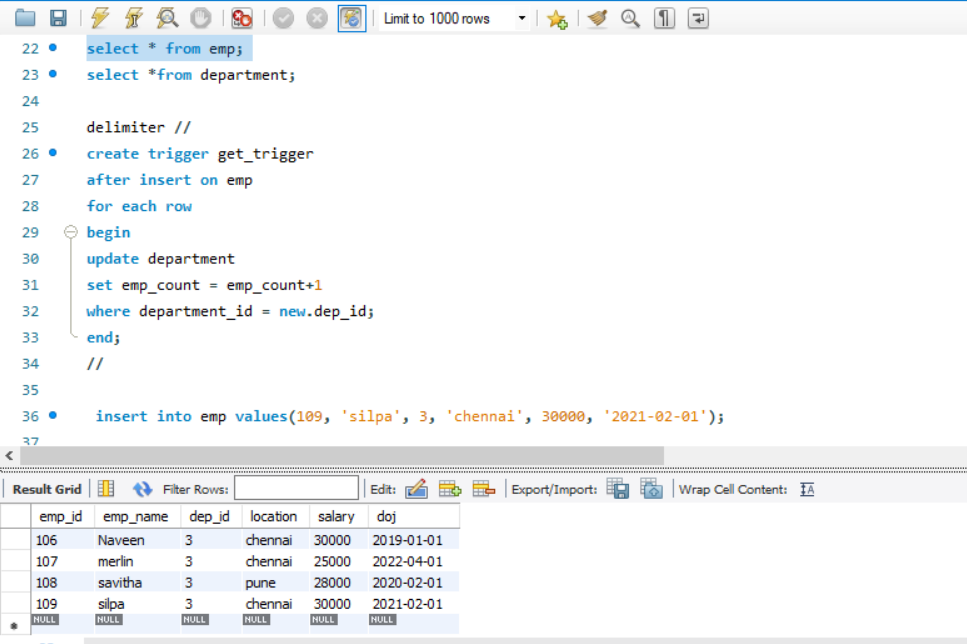 Limit to 1000 rows
22 select * from emp;
23 select *from department;
24
25 delimiter //
26 create trigger get_trigger
27 after insert on emp
28 for each row
29 begin
30 update department
31 set emp_count = emp_count+1
32 where department_id = new.dep_id;
33 end;
34 //
35
36 insert into emp values(109, 'silpa', 3, 'chennai', 30000, '2021-02-01');
37
Result Grid Filter Rows: Edit: Export/Import: Wrap Cell Content: IA
emp_id emp_name dep_id location salary doj
106 Naveen 3 chennai 30000 2019-01-01
107 merlin 3 chennai 25000 2022-04-01
108 savitha 3 pune 28000 2020-02-01
109 silpa 3 chennai 30000 2021-02-01
* NULL NULL NULL NULL NULL NULL